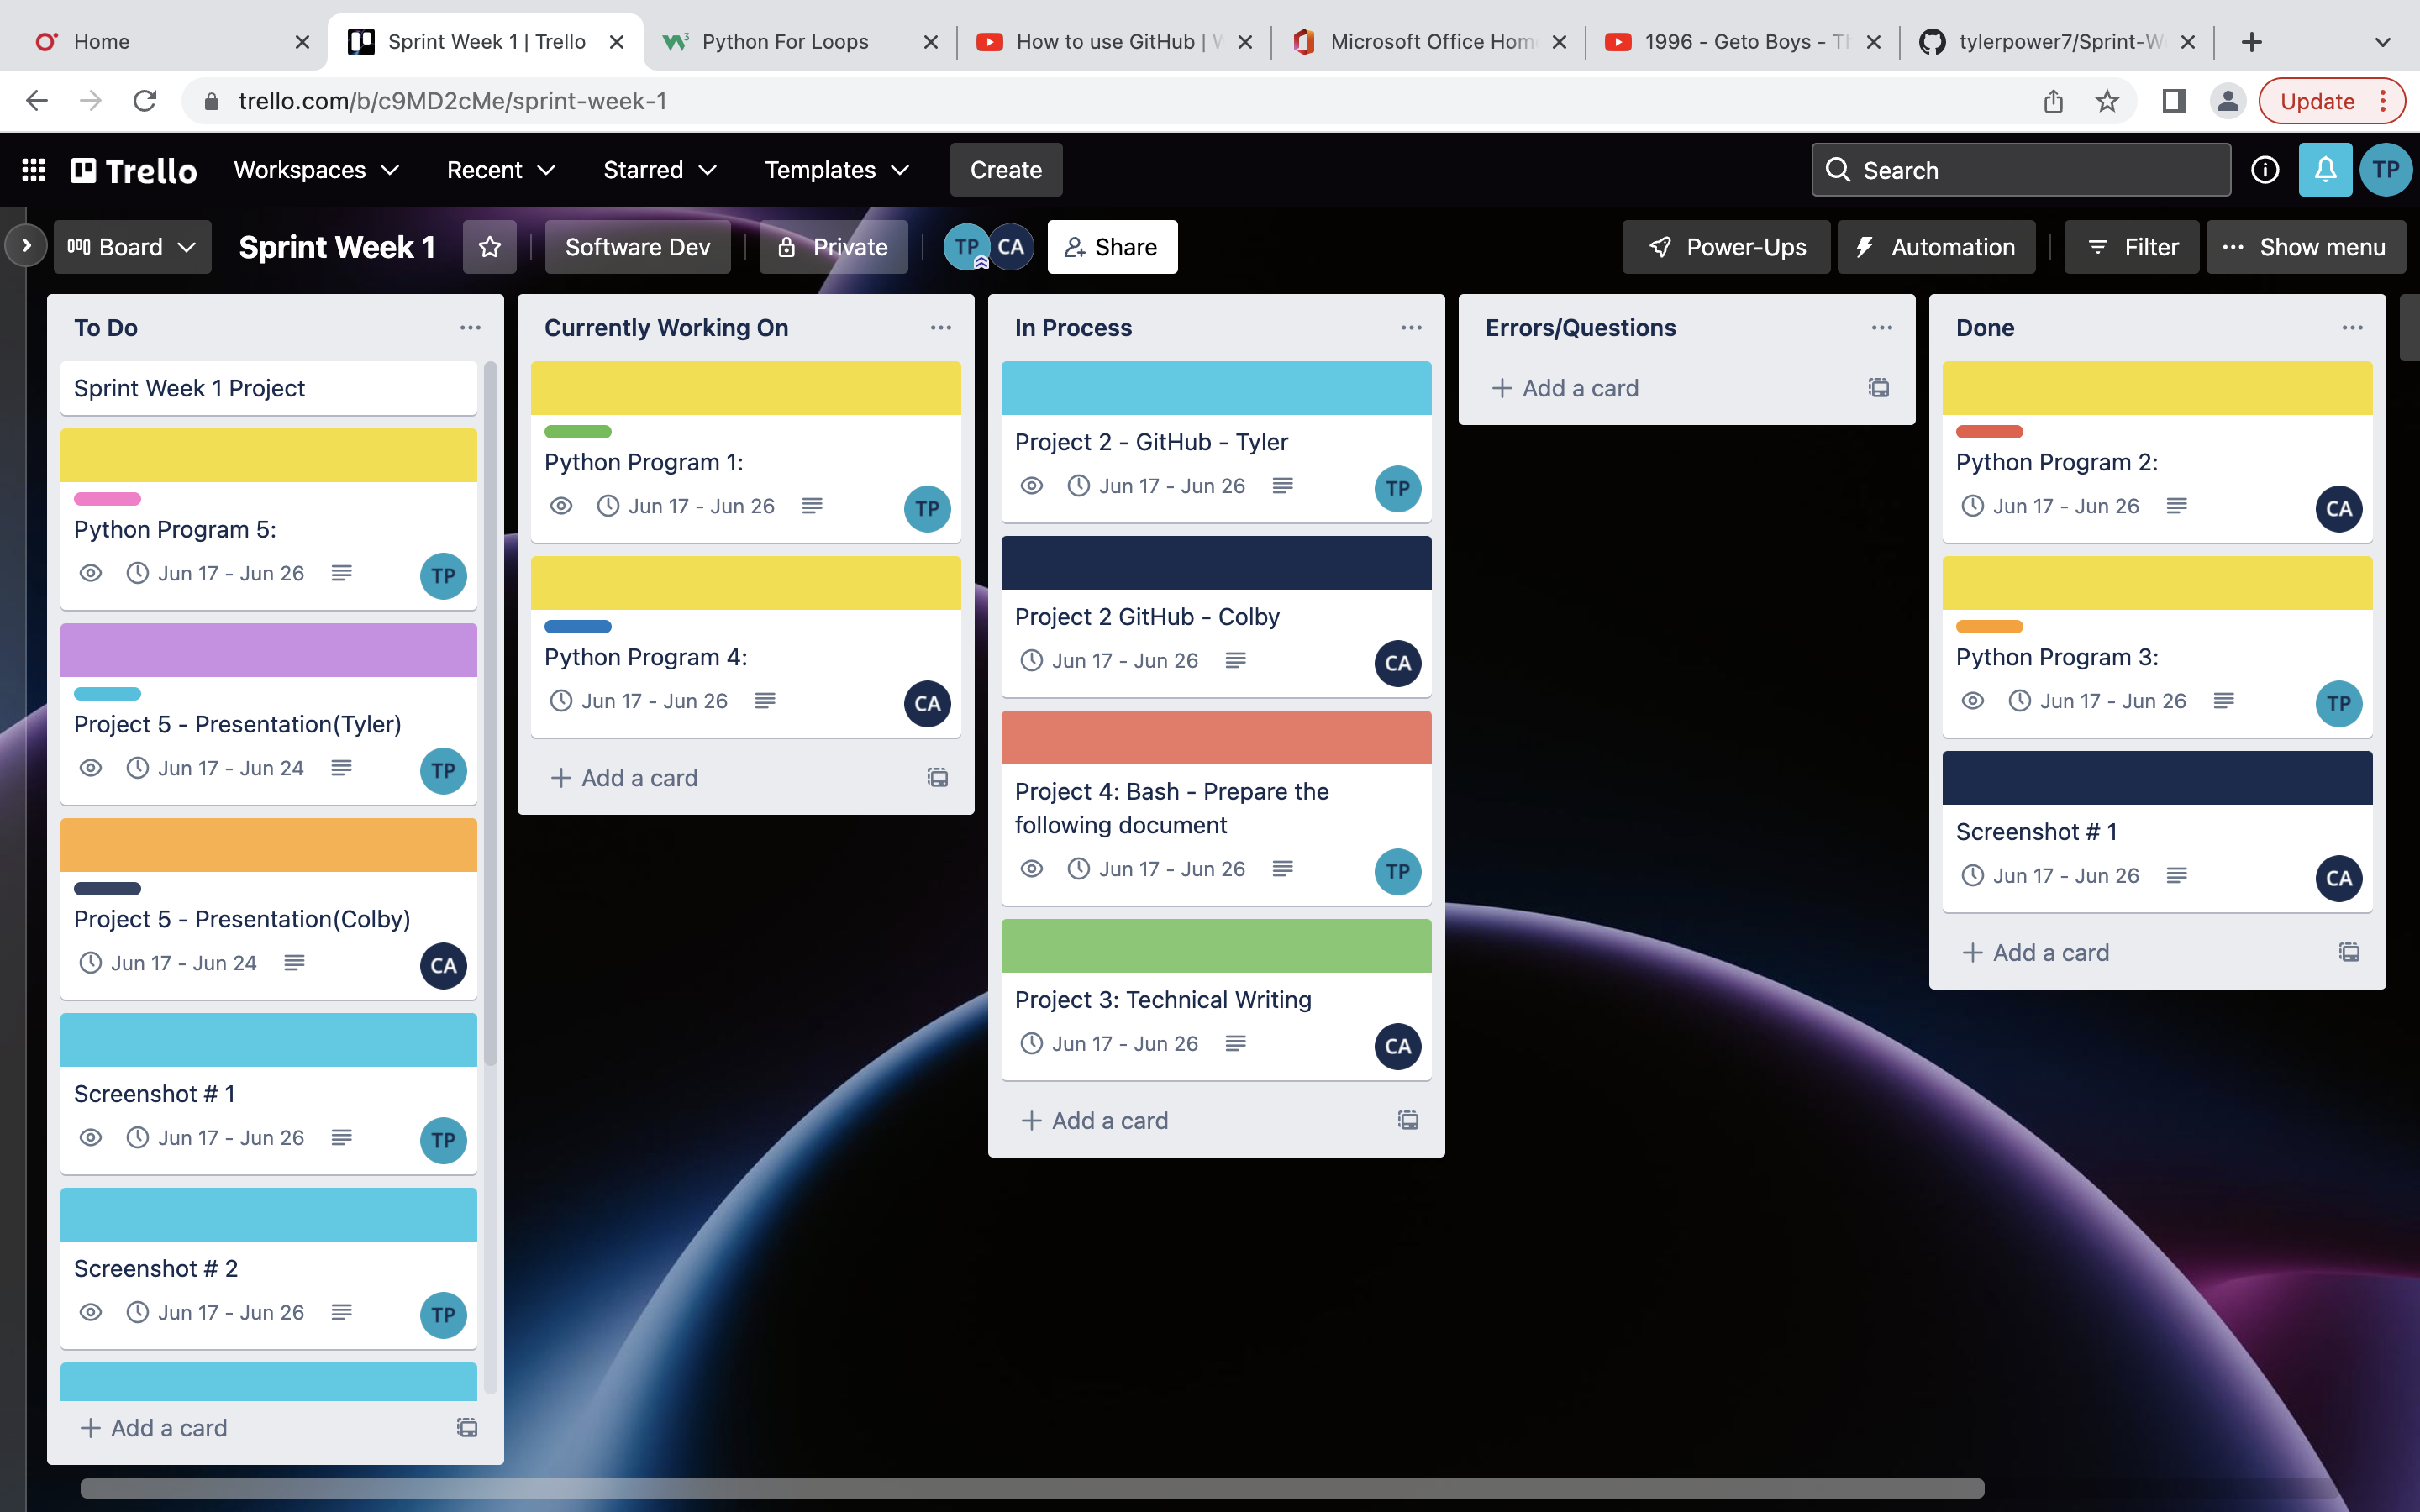 Home
Sprint Week 1 | Trello
Python For Loops
How to use GitHub |
Microsoft Office Hom
1996 - Geto Boys - Th
tylerpower7/Sprint-W
trello.com/b/c9MD2cMe/sprint-week-1
Update
Trello
Workspaces
Recent
Starred
Templates
Create
Search
TP
Board
Sprint Week 1
Software Dev
Private
TP
CA
Share
Power-Ups
Automation
Filter
Show menu
To Do
Sprint Week 1 Project
Python Program 5:
Jun 17 - Jun 26
TP
Project 5 - Presentation(Tyler)
Jun 17 - Jun 24
TP
Project 5 - Presentation(Colby)
Jun 17 - Jun 24
CA
Screenshot # 1
Jun 17 - Jun 26
TP
Screenshot # 2
Jun 17 - Jun 26
TP
Add a card
Currently Working On
Python Program 1:
Jun 17 - Jun 26
TP
Python Program 4:
Jun 17 - Jun 26
CA
Add a card
In Process
Project 2 - GitHub - Tyler
Jun 17 - Jun 26
TP
Project 2 GitHub - Colby
Jun 17 - Jun 26
CA
Project 4: Bash - Prepare the
following document
Jun 17 - Jun 26
TP
Project 3: Technical Writing
Jun 17 - Jun 26
CA
Add a card
Errors/Questions
Add a card
Done
Python Program 2:
Jun 17 - Jun 26
CA
Python Program 3:
Jun 17 - Jun 26
TP
Screenshot # 1
Jun 17 - Jun 26
CA
Add a card